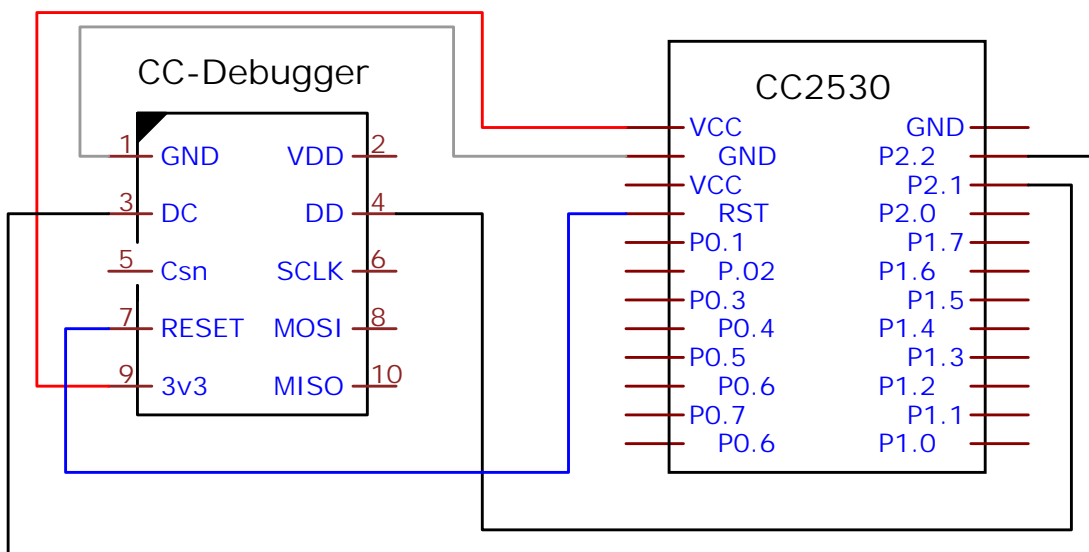 CC-Debugger
1 GND VDD 2
3 DC DD 4
5 Csn SCLK 6
7 RESET MOSI 8
9 3v3 MISO 10
CC2530
VCC GND
GND P2.2
VCC P2.1
RST P2.0
P0.1 P1.7
P.02 P1.6
P0.3 P1.5
P0.4 P1.4
P0.5 P1.3
P0.6 P1.2
P0.7 P1.1
P0.6 P1.0